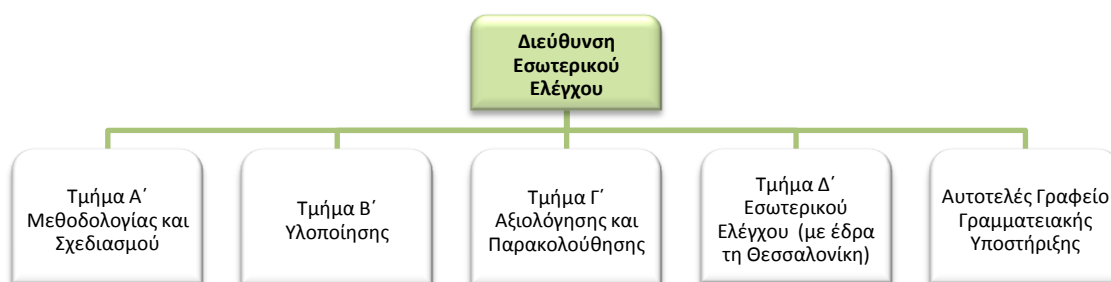 Διεύθυνση
Εσωτερικού
Ελέγχου
Τμήμα Α΄
Μεθοδολογίας και
Σχεδιασμού
Τμήμα Β΄
Υλοποίησης
Τμήμα Γ΄
Αξιολόγησης και
Παρακολούθησης
Τμήμα Δ΄
Εσωτερικού
Ελέγχου (με έδρα
τη Θεσσαλονίκη)
Αυτοτελές Γραφείο
Γραμματειακής
Υποστήριξης